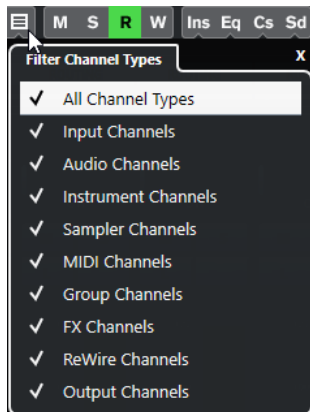 M S R W Ins Eq Cs Sd
Filter Channel Types X
✓ All Channel Types
✓ Input Channels
✓ Audio Channels
✓ Instrument Channels
✓ Sampler Channels
✓ MIDI Channels
✓ Group Channels
✓ FX Channels
✓ ReWire Channels
✓ Output Channels